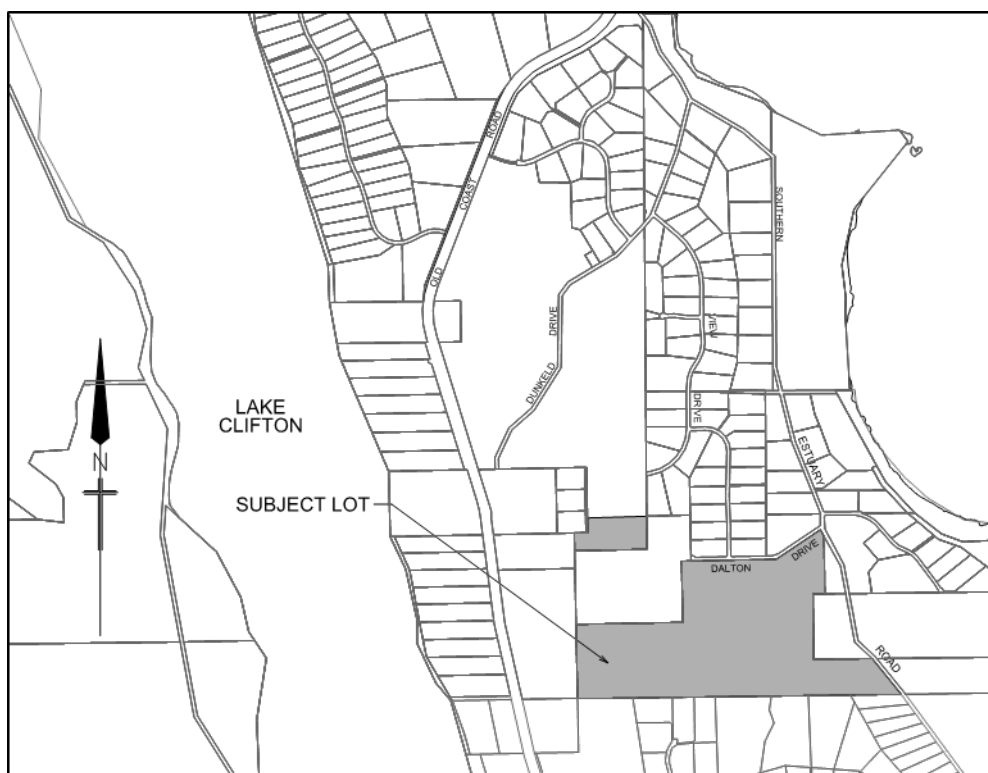 ROAD
COAST
OLD
SOUTHERN
VIEW
DRIVE
DUNKELD
DRIVE
LAKE
CLIFTON
N
ESTUARY
SUBJECT LOT
DRIVE
DALTON
ROAD